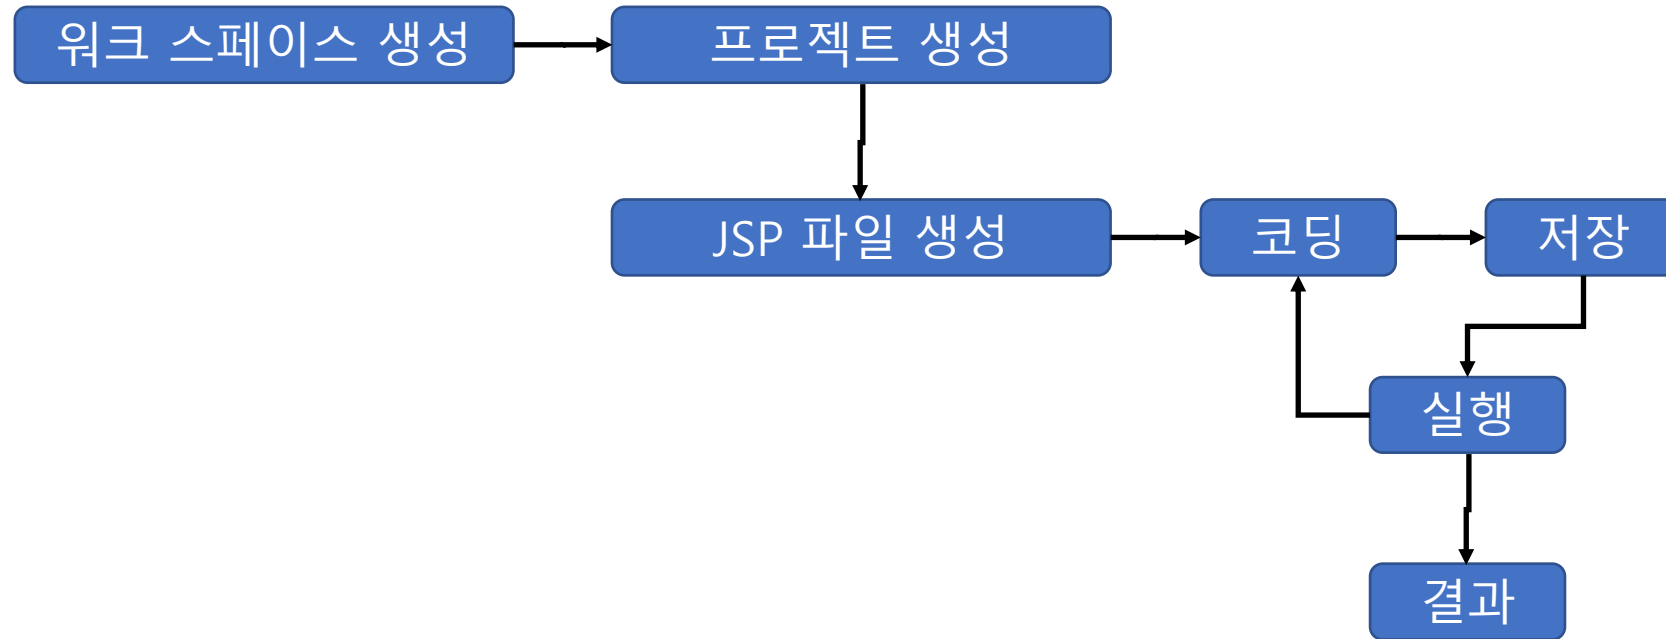 워크 스페이스 생성
프로젝트 생성
JSP 파일 생성
코딩
저장
실행
결과